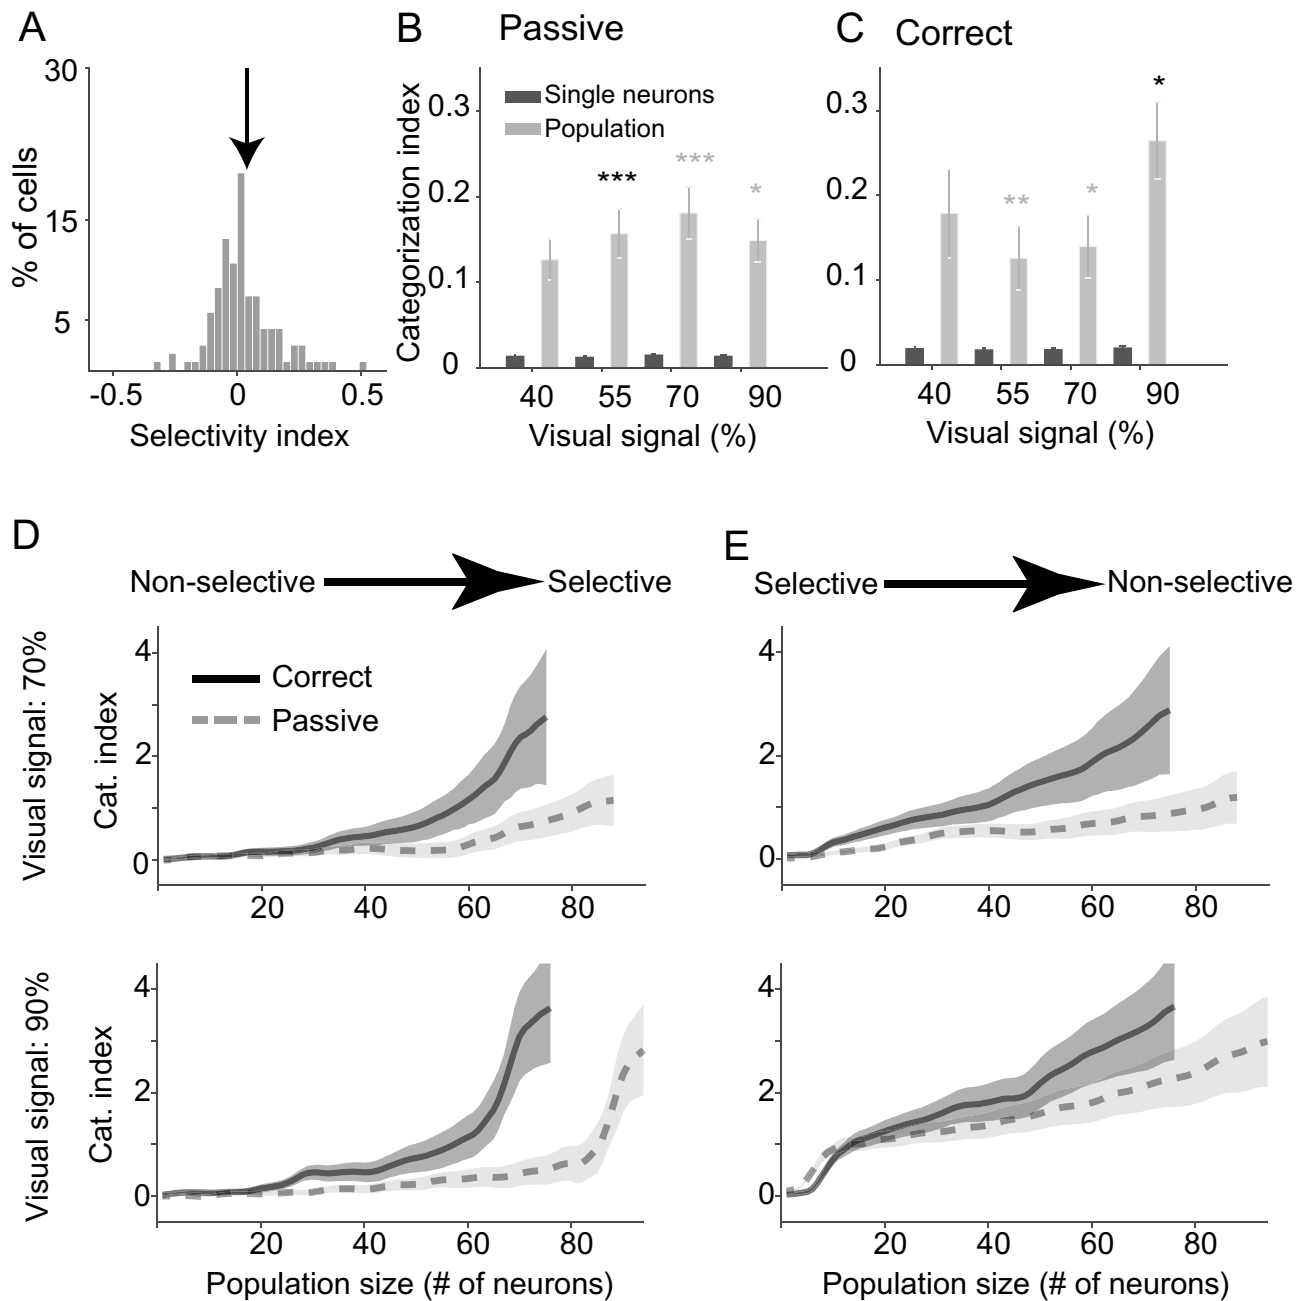 A
30
15
5
% of cells
-0.5 0 0.5
Selectivity index
B Passive
Categorization index
0.3
0.2
0.1
0
Single neurons
Population
***
***
*
40 55 70 90
Visual signal (%)
C Correct
0.3
0.2
0.1
0
**
*
*
40 55 70 90
Visual signal (%)
D
Non-selective Selective
Visual signal: 70%
Cat. index
4
2
0
Correct
Passive
20 40 60 80
Visual signal: 90%
Cat. index
4
2
0
20 40 60 80
Population size (# of neurons)
E
Selective Non-selective
4
2
0
20 40 60 80
4
2
0
20 40 60 80
Population size (# of neurons)